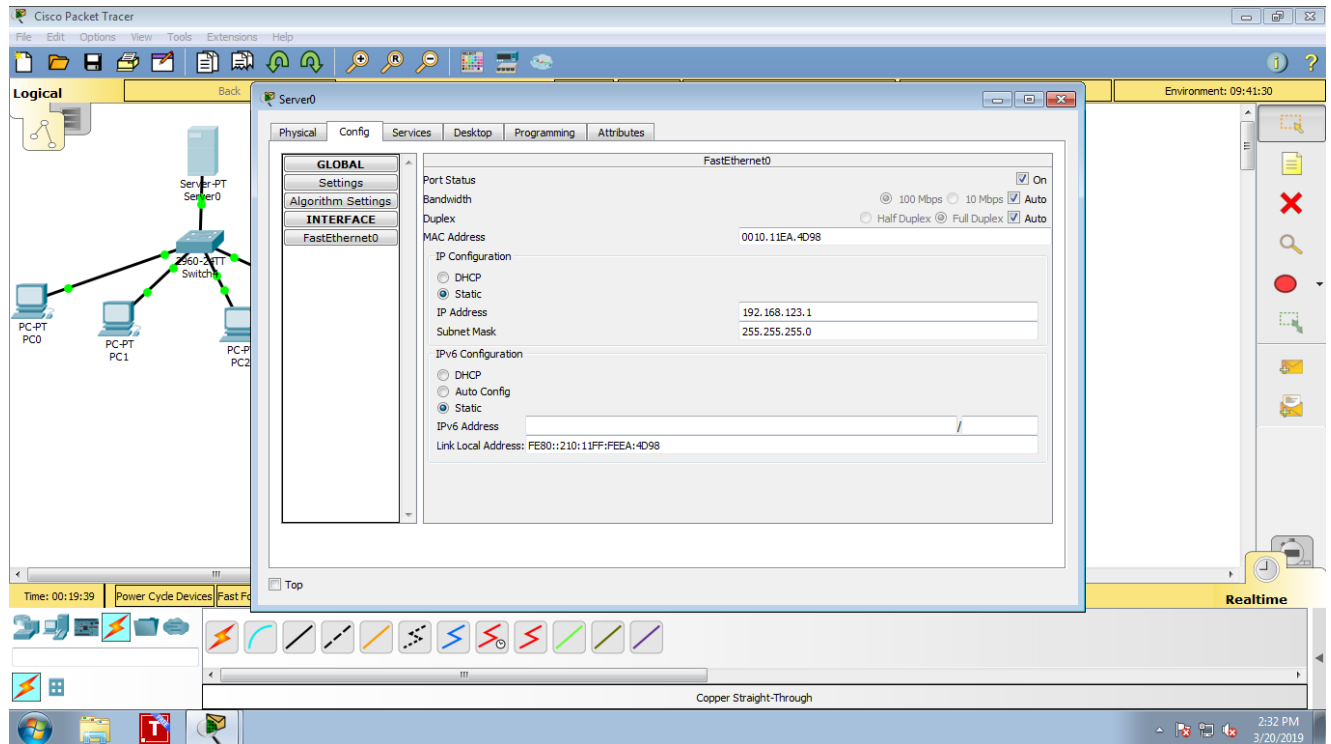 Cisco Packet Tracer
File Edit Options View Tools Extensions Help
Logical
Back
Environment: 09:41:30
Server0
Physical Config Services Desktop Programming Attributes
GLOBAL
Settings
Algorithm Settings
INTERFACE
FastEthernet0
FastEthernet0
Port Status
On
Bandwidth
100 Mbps 10 Mbps Auto
Duplex
Half Duplex Full Duplex Auto
MAC Address
0010.11EA.4D98
IP Configuration
DHCP
Static
IP Address
192.168.123.1
Subnet Mask
255.255.255.0
IPv6 Configuration
DHCP
Auto Config
Static
IPv6 Address
/
Link Local Address: FE80::210:11FF:FEEA:4D98
Top
Server-PT
Server0
2960-24TT
PC-PT
PC0
PC-PT
PC1
PC2
Time: 00:19:39
Power Cycle Devices
Realtime
Copper Straight-Through
2:32 PM
3/20/2019